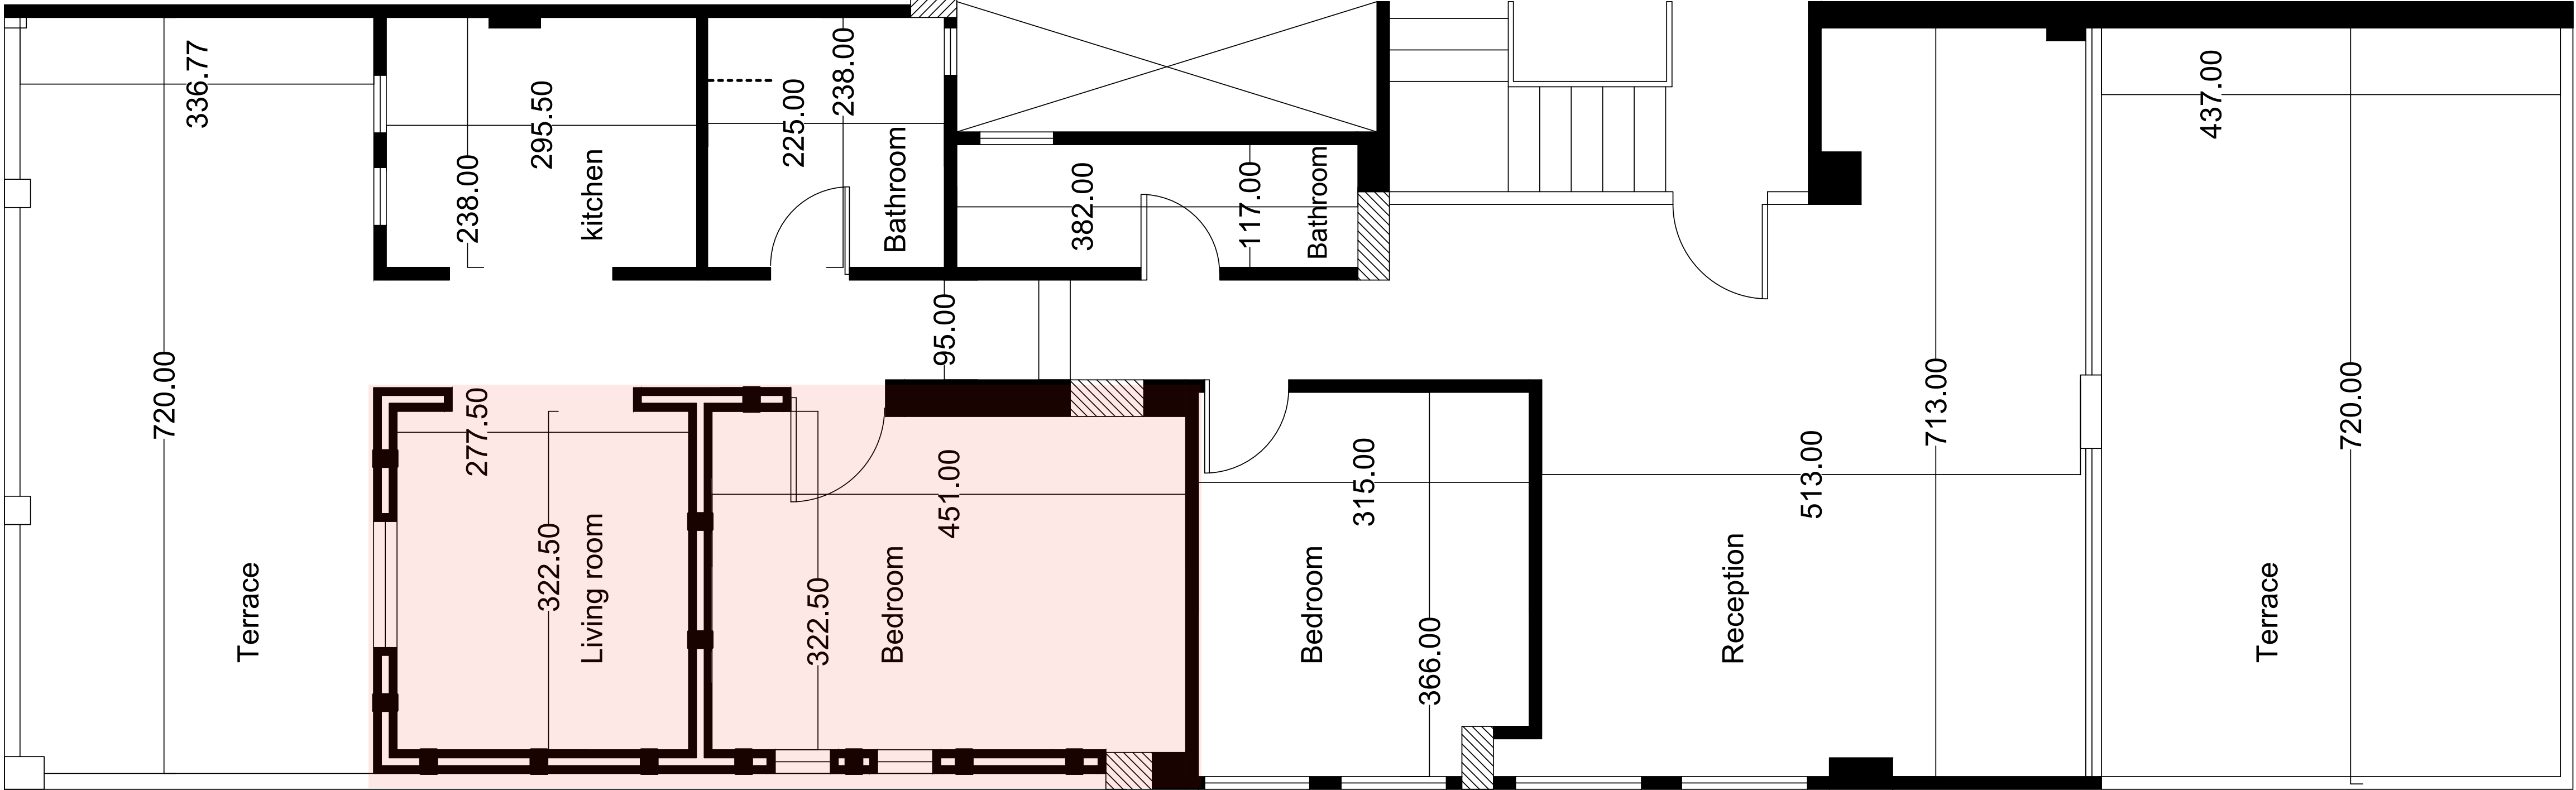 336.77
720.00
Terrace
238.00
295.50
kitchen
225.00
238.00
Bathroom
382.00
117.00
Bathroom
95.00
277.50
322.50
Living room
322.50
451.00
Bedroom
315.00
366.00
Bedroom
513.00
713.00
Reception
437.00
720.00
Terrace